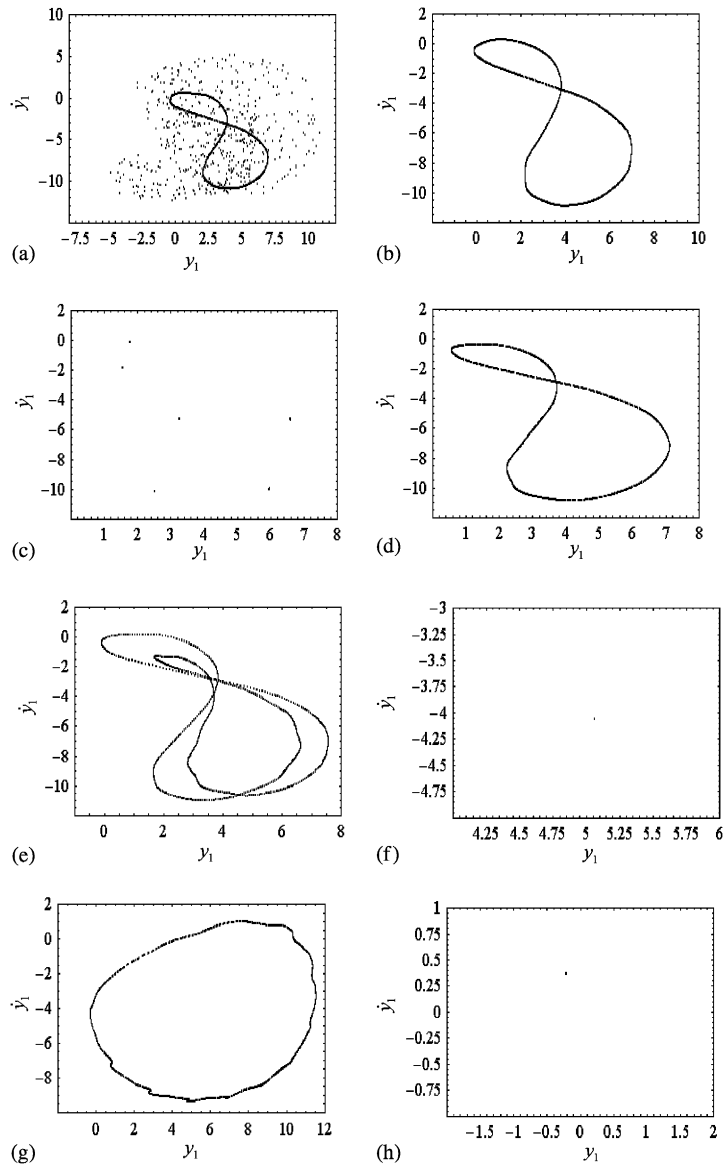 10
5
0
−5
−10
ẏ₁
−7.5 −5 −2.5 0 2.5 5 7.5 10
(a)
y₁
2
0
−2
−4
−6
−8
−10
ẏ₁
0 2 4 6 8 10
(b)
y₁
2
0
−2
−4
−6
−8
−10
ẏ₁
1 2 3 4 5 6 7 8
(c)
y₁
2
0
−2
−4
−6
−8
−10
ẏ₁
0 1 2 3 4 5 6 7 8
(d)
y₁
2
0
−2
−4
−6
−8
−10
ẏ₁
0 2 4 6 8
(e)
y₁
−3
−3.25
−3.5
−3.75
−4
−4.25
−4.5
−4.75
ẏ₁
4.25 4.5 4.75 5 5.25 5.5 5.75 6
(f)
y₁
2
0
−2
−4
−6
−8
ẏ₁
0 2 4 6 8 10 12
(g)
y₁
1
0.75
0.5
0.25
0
−0.25
−0.5
−0.75
ẏ₁
−1.5 −1 −0.5 0 0.5 1 1.5 2
(h)
y₁